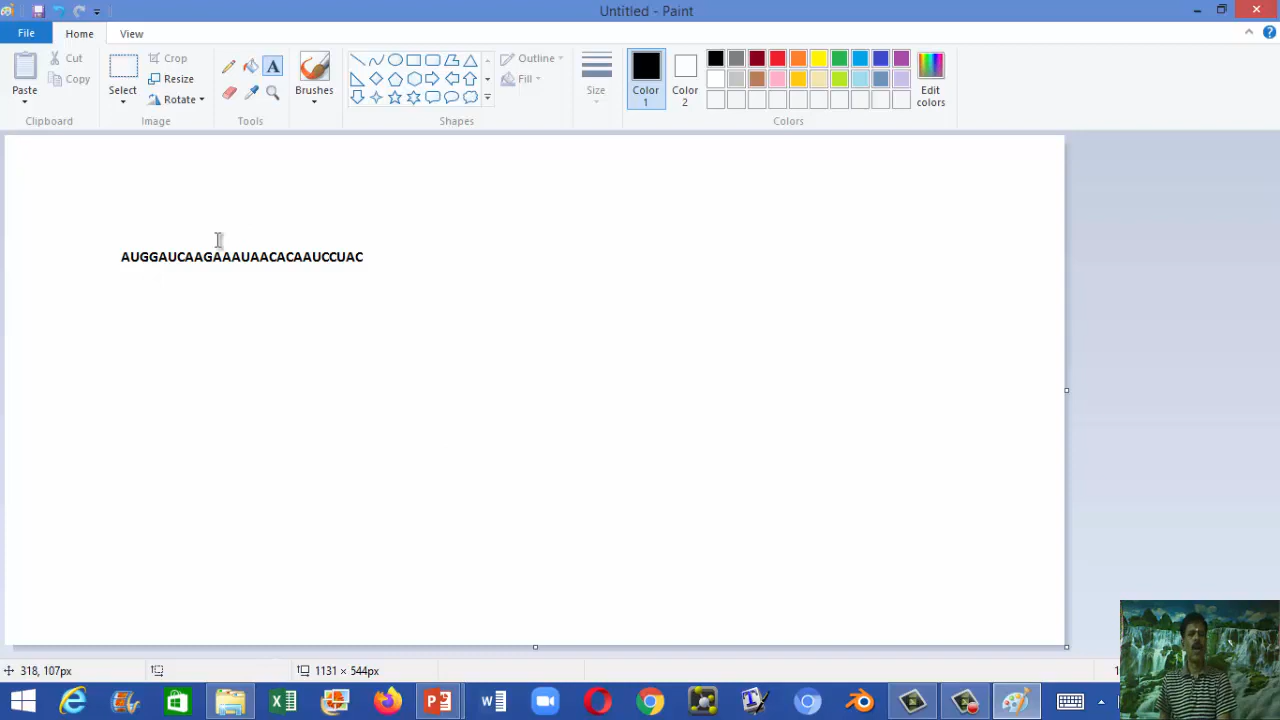 Untitled - Paint
File
Home
View
Paste
Cut
Copy
Clipboard
Select
Crop
Resize
Rotate
Image
A
Tools
Brushes
Shapes
Outline
Fill
Size
Color 1
Color 2
Edit colors
Colors
AUGGAUCAAGAAAUAACACAAUCCUAC
318, 107px
1131 × 544px